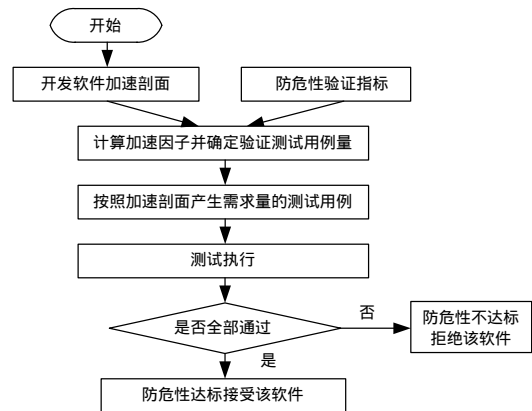 开始
开发软件加速剖面
防危性验证指标
计算加速因子并确定验证测试用例量
按照加速剖面产生需求量的测试用例
测试执行
是否全部通过
否
防危性不达标
拒绝该软件
是
防危性达标接受该软件